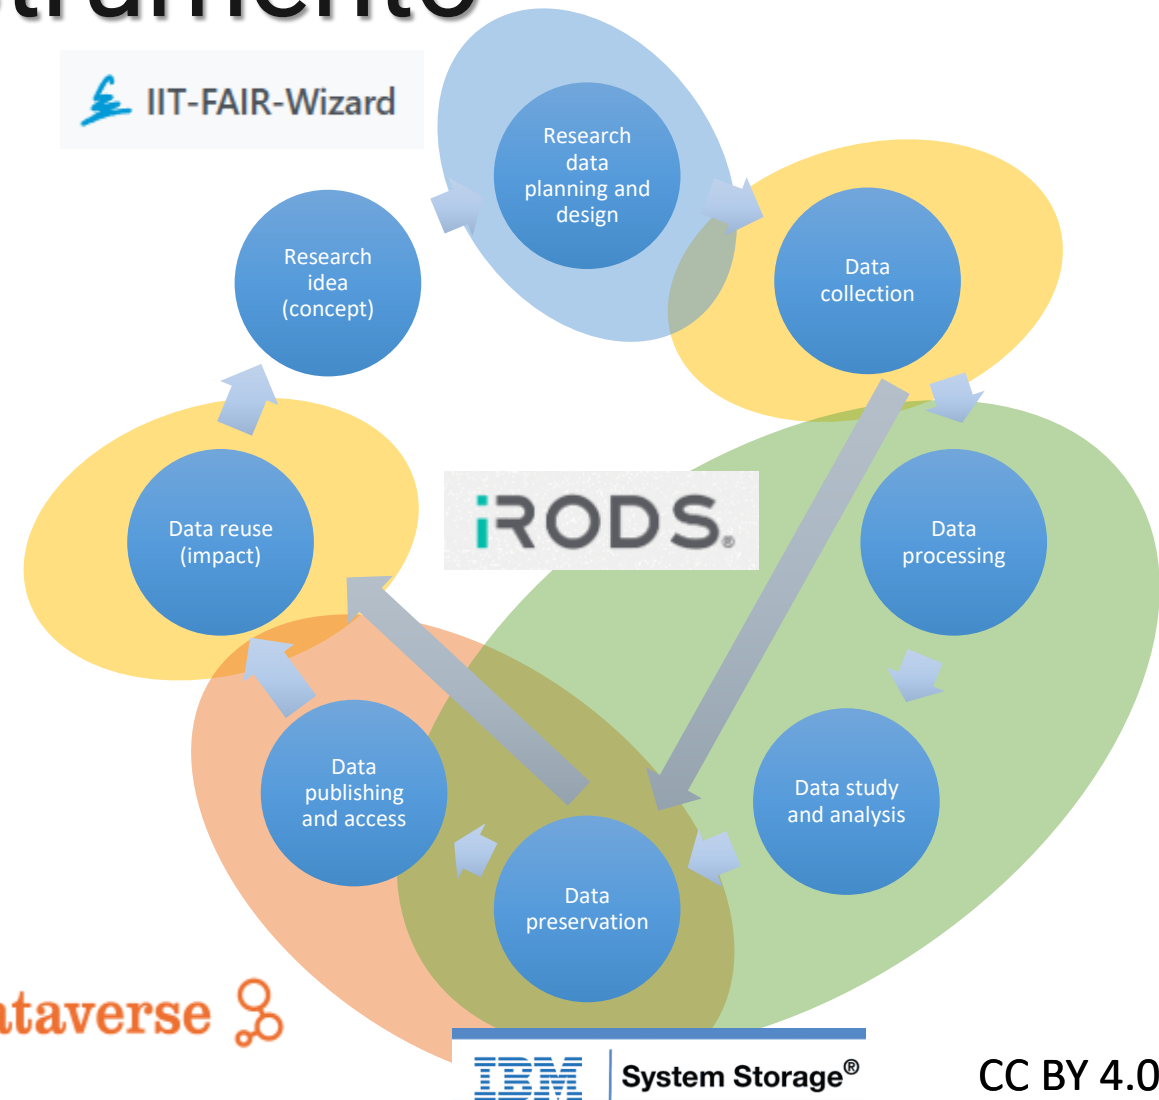 IIT-FAIR-Wizard
Research
data
planning and
design
Research
idea
(concept)
Data
collection
Data reuse
(impact)
iRODS®
Data
processing
Data
publishing
and access
Data study
and analysis
Data
preservation
IBM System Storage®
CC BY 4.0